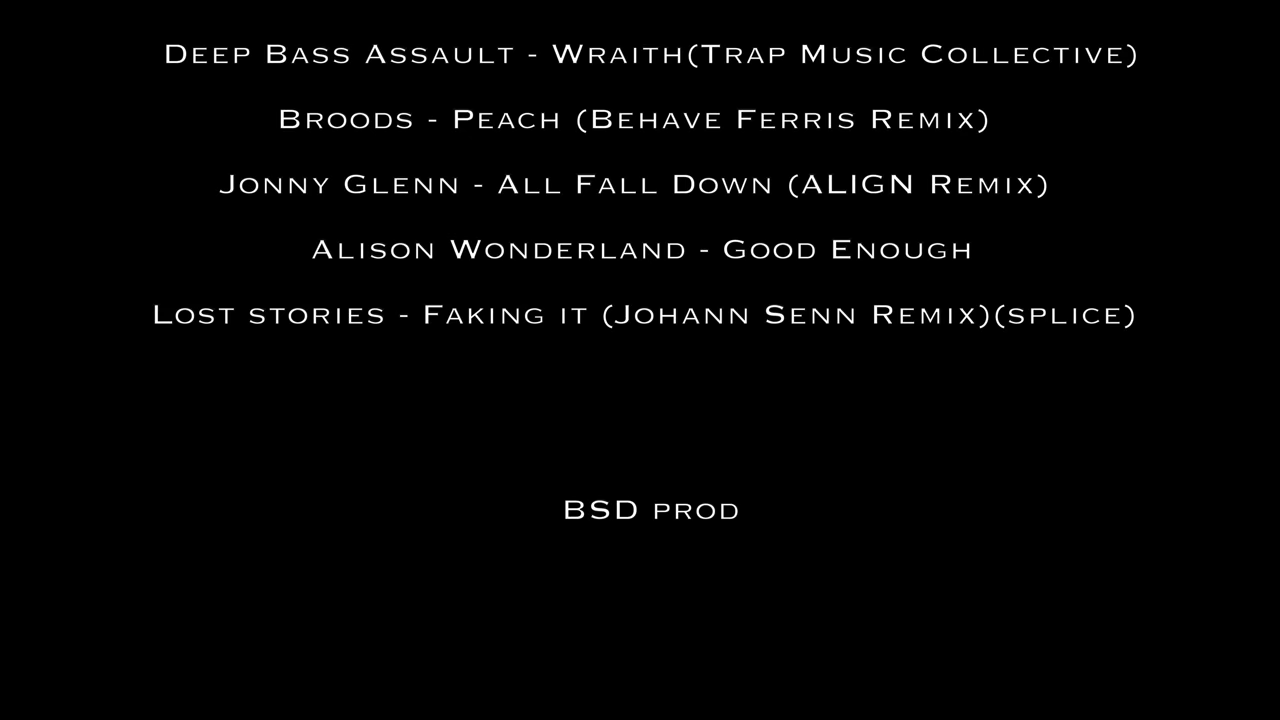 Deep Bass Assault - Wraith(Trap Music Collective)
Broods - Peach (Behave Ferris Remix)
Jonny Glenn - All Fall Down (ALIGN Remix)
Alison Wonderland - Good Enough
Lost stories - Faking it (Johann Senn Remix)(splice)
BSD prod